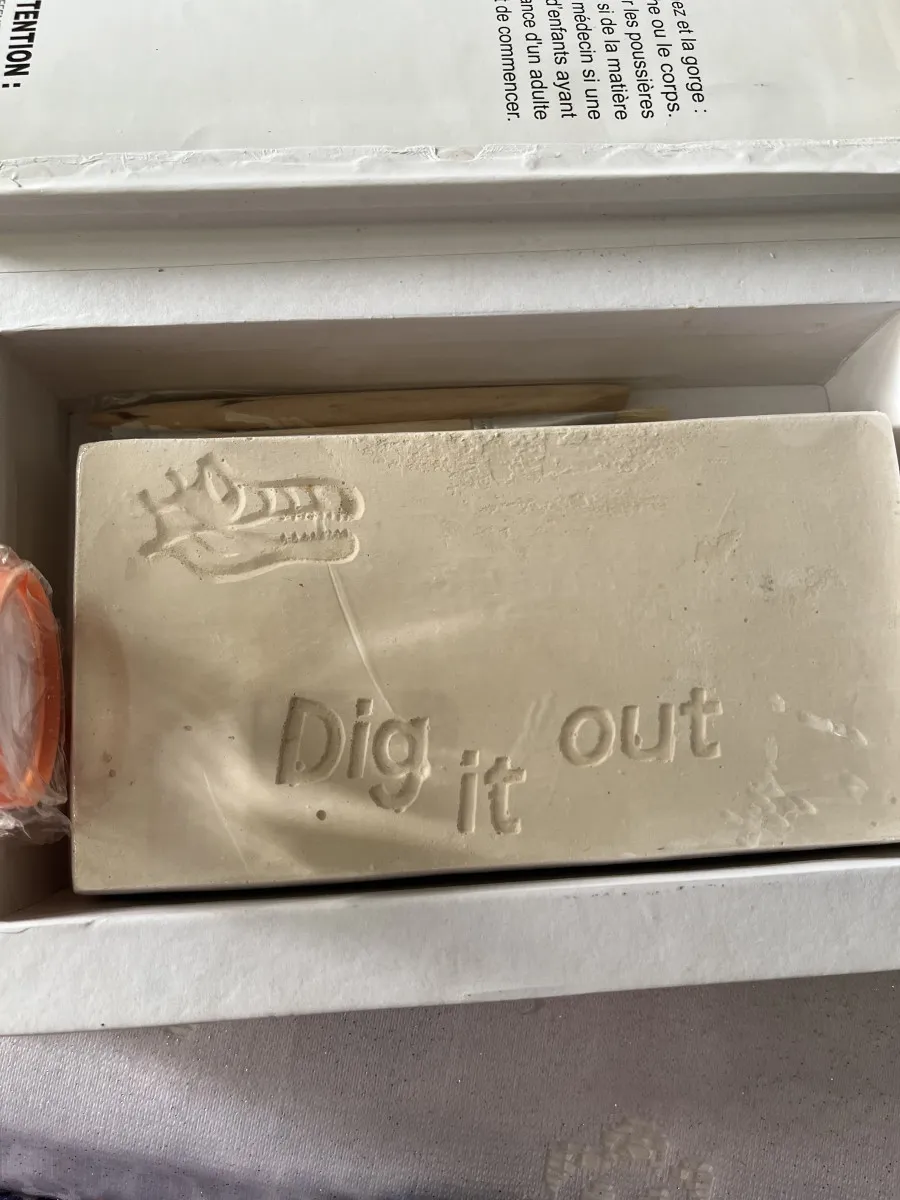 ez et la gorge :
ne ou le corps.
r les poussières
si de la matière
médecin si une
d'enfants ayant
ance d'un adulte
t de commencer.
TENTION :
Dig it out